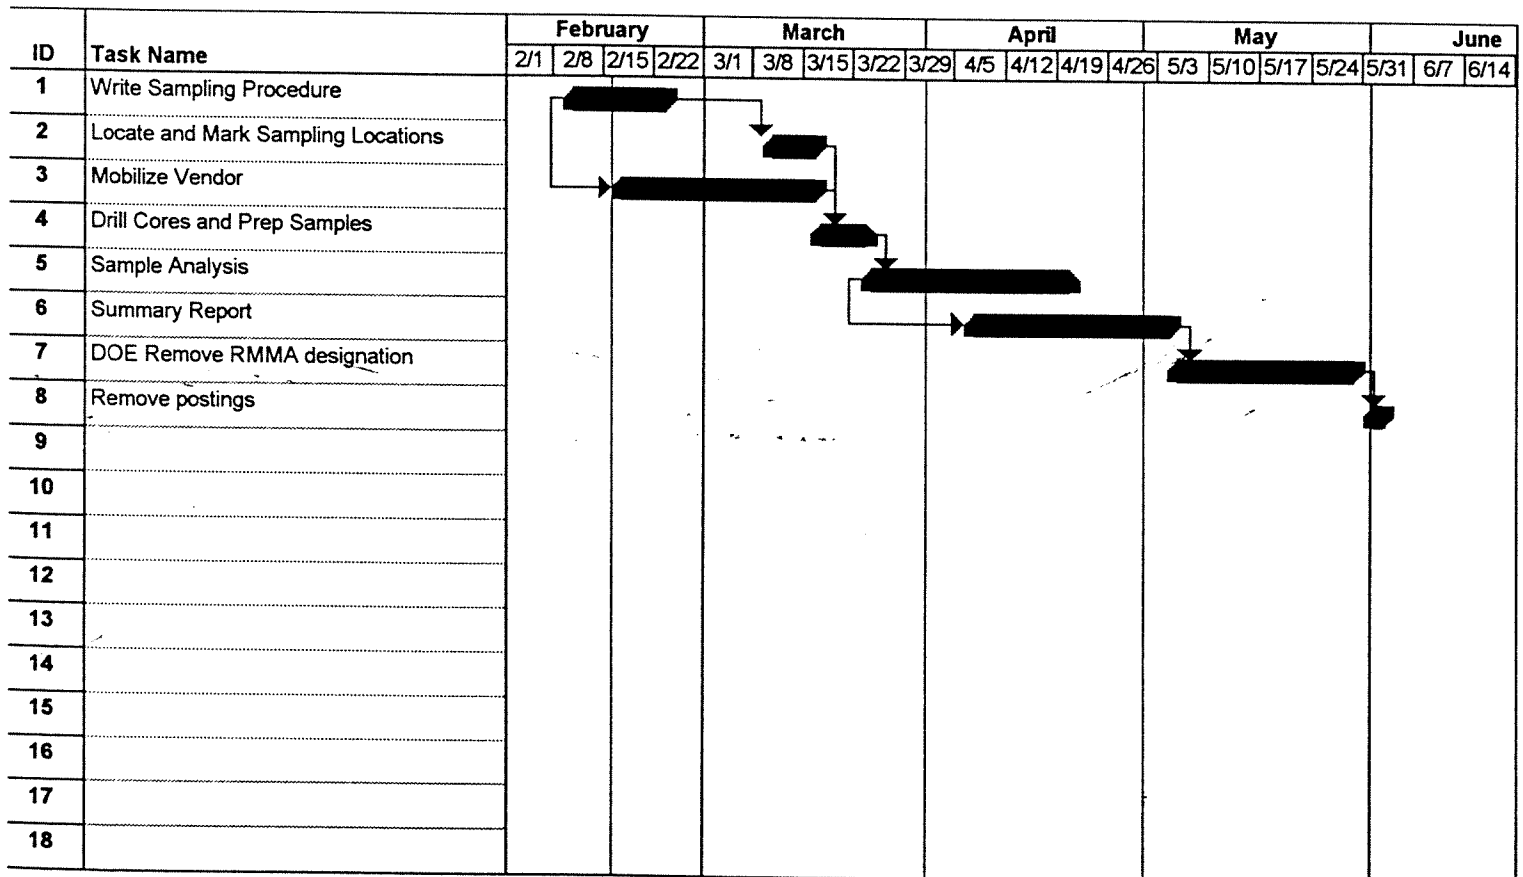 February March April May June
ID Task Name 2/1 2/8 2/15 2/22 3/1 3/8 3/15 3/22 3/29 4/5 4/12 4/19 4/26 5/3 5/10 5/17 5/24 5/31 6/7 6/14
1 Write Sampling Procedure
2 Locate and Mark Sampling Locations
3 Mobilize Vendor
4 Drill Cores and Prep Samples
5 Sample Analysis
6 Summary Report
7 DOE Remove RMMA designation
8 Remove postings
9
10
11
12
13
14
15
16
17
18